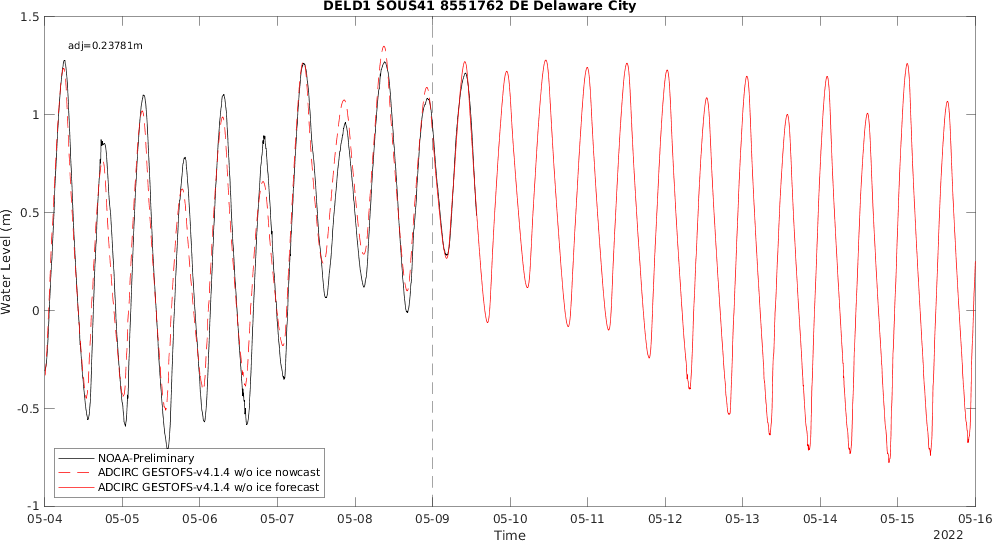 DELD1 SOUS41 8551762 DE Delaware City
adj=0.23781m
1.5
1
0.5
0
-0.5
-1
Water Level (m)
NOAA-Preliminary
ADCIRC GESTOFS-v4.1.4 w/o ice nowcast
ADCIRC GESTOFS-v4.1.4 w/o ice forecast
05-04 05-05 05-06 05-07 05-08 05-09 05-10 05-11 05-12 05-13 05-14 05-15 05-16
Time
2022